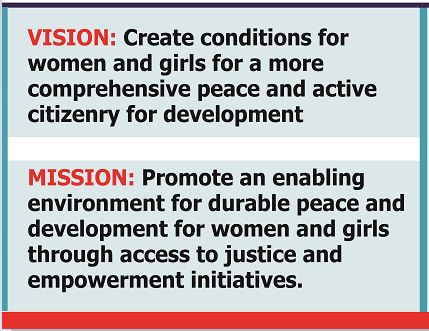 VISION: Create conditions for
women and girls for a more
comprehensive peace and active
citizenry for development
MISSION: Promote an enabling
environment for durable peace and
development for women and girls
through access to justice and
empowerment initiatives.